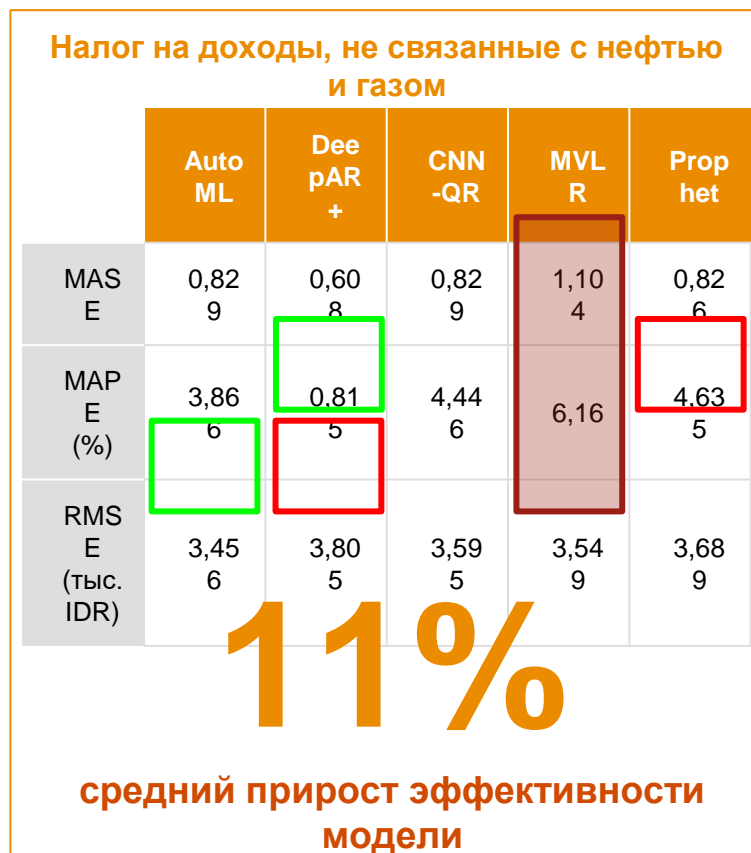 Налог на доходы, не связанные с нефтью
и газом
Auto
ML
Dee
pAR
+
CNN
-QR
MVL
R
Prop
het
MAS
E
0,82
9
0,60
8
0,82
9
1,10
4
0,82
6
MAP
E
(%)
3,86
6
0,81
5
4,44
6
6,16
4,63
5
RMS
E
(тыс.
IDR)
3,45
6
3,80
5
3,59
5
3,54
9
3,68
9
11%
средний прирост эффективности
модели